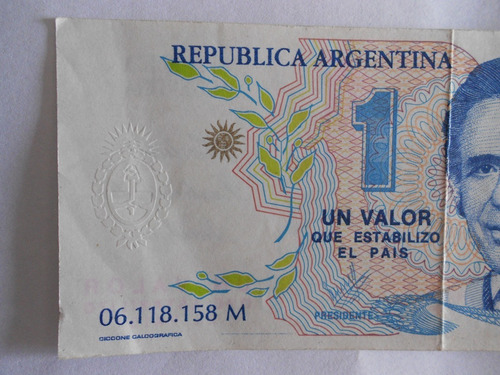 REPUBLICA ARGENTINA
1
UN VALOR
QUE ESTABILIZO
EL PAIS
06.118.158 M
PRESIDENTE
CICCONE CALCOGRAFICA